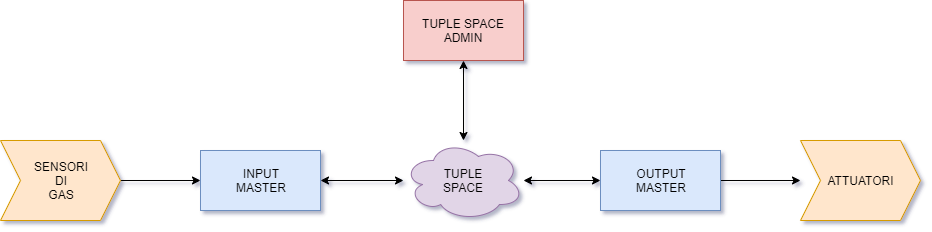 TUPLE SPACE
ADMIN
SENSORI
DI
GAS
INPUT
MASTER
TUPLE
SPACE
OUTPUT
MASTER
ATTUATORI